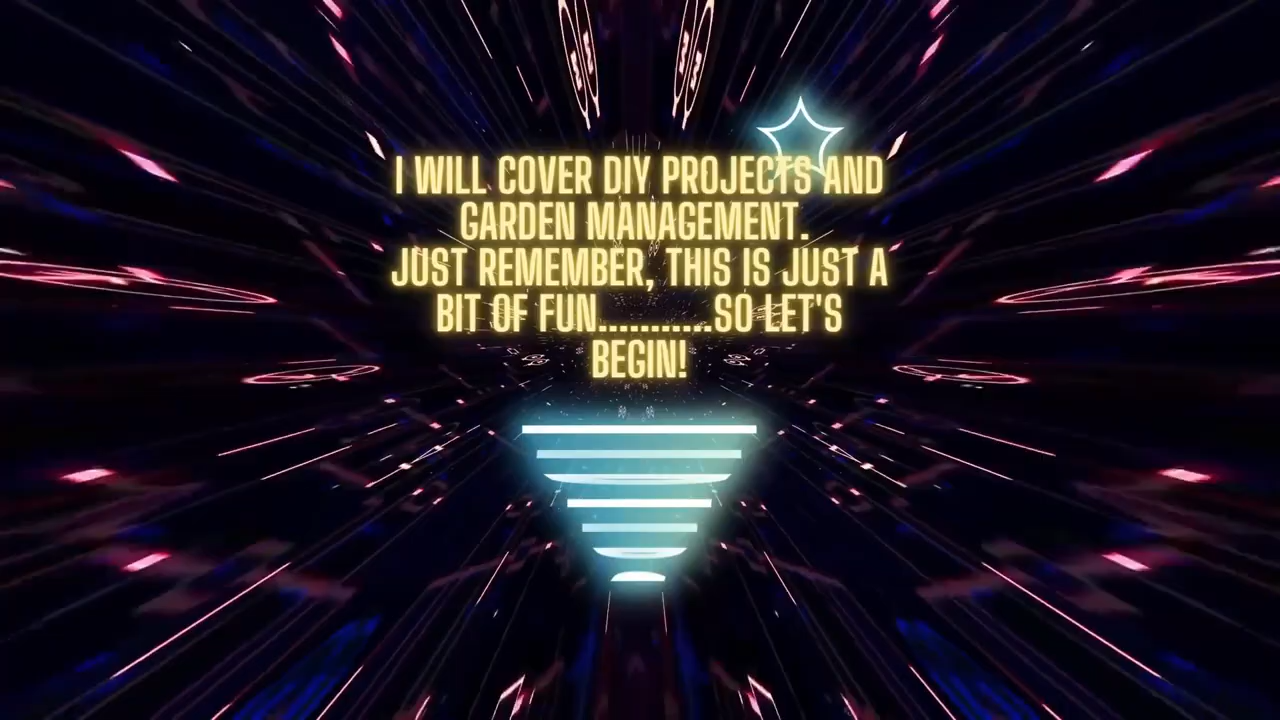 I WILL COVER DIY PROJECTS AND
GARDEN MANAGEMENT.
JUST REMEMBER, THIS IS JUST A
BIT OF FUN...........SO LET'S
BEGIN!